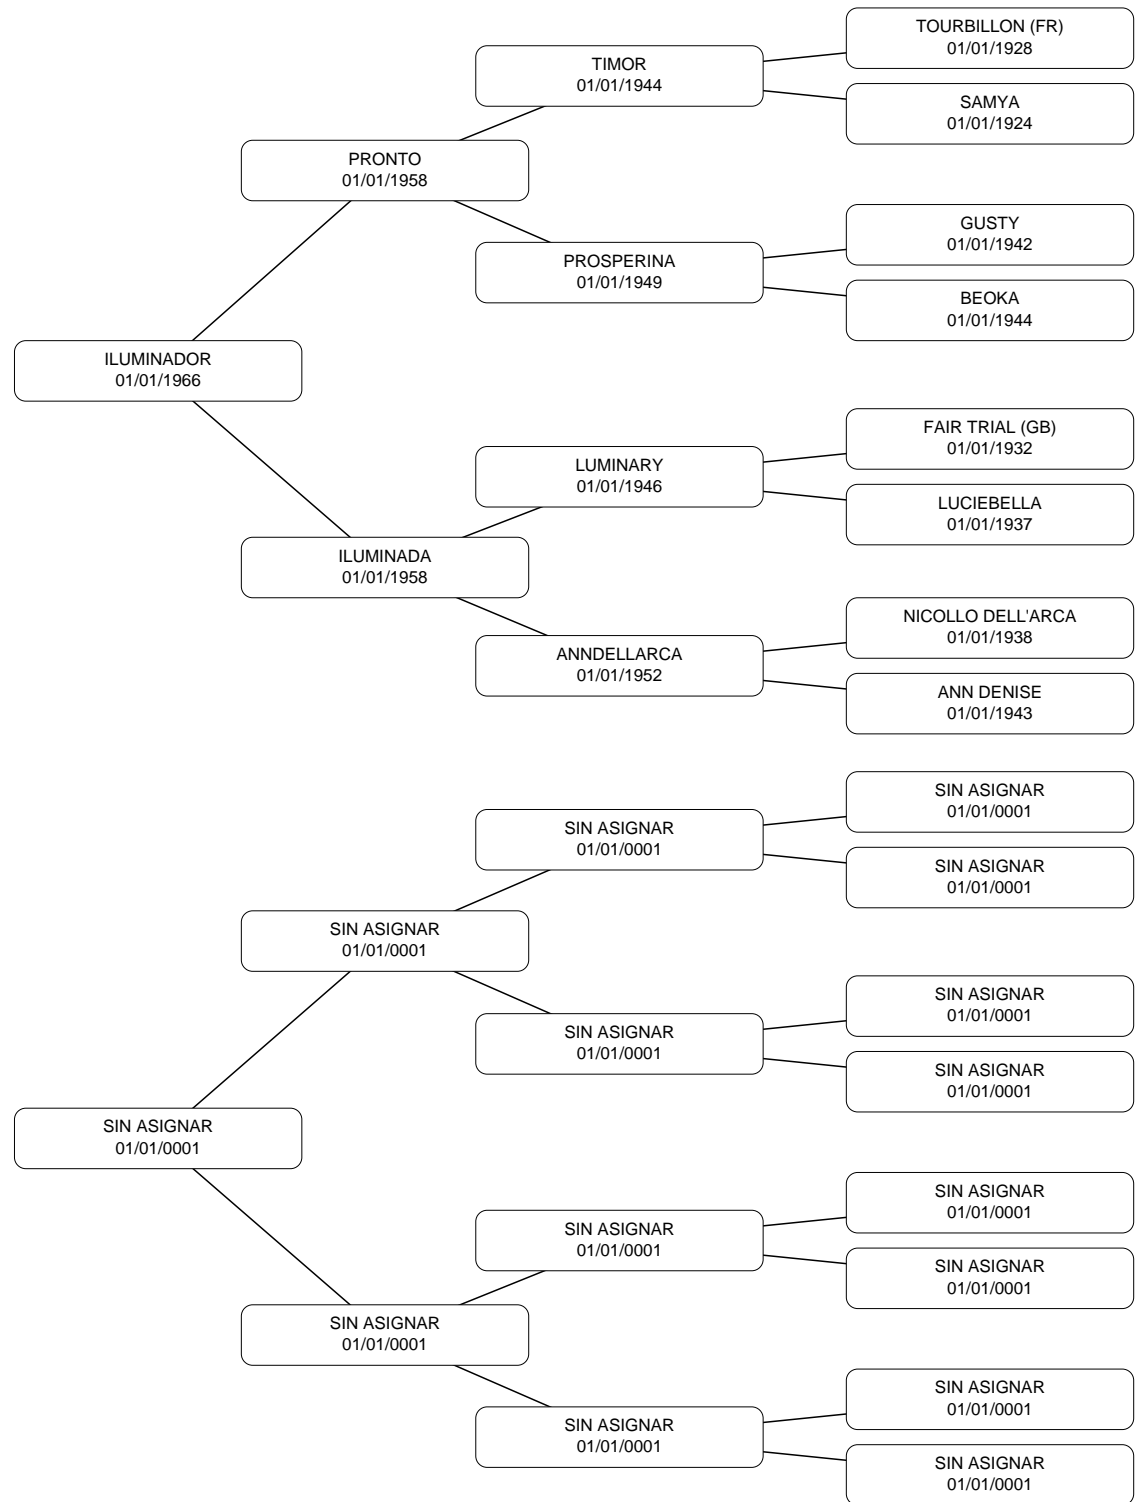 TOURBILLON (FR)
01/01/1928
TIMOR
01/01/1944
SAMYA
01/01/1924
PRONTO
01/01/1958
GUSTY
01/01/1942
PROSPERINA
01/01/1949
BEOKA
01/01/1944
ILUMINADOR
01/01/1966
FAIR TRIAL (GB)
01/01/1932
LUMINARY
01/01/1946
LUCIEBELLA
01/01/1937
ILUMINADA
01/01/1958
NICOLLO DELL'ARCA
01/01/1938
ANNDELLARCA
01/01/1952
ANN DENISE
01/01/1943
SIN ASIGNAR
01/01/0001
SIN ASIGNAR
01/01/0001
SIN ASIGNAR
01/01/0001
SIN ASIGNAR
01/01/0001
SIN ASIGNAR
01/01/0001
SIN ASIGNAR
01/01/0001
SIN ASIGNAR
01/01/0001
SIN ASIGNAR
01/01/0001
SIN ASIGNAR
01/01/0001
SIN ASIGNAR
01/01/0001
SIN ASIGNAR
01/01/0001
SIN ASIGNAR
01/01/0001
SIN ASIGNAR
01/01/0001
SIN ASIGNAR
01/01/0001
SIN ASIGNAR
01/01/0001